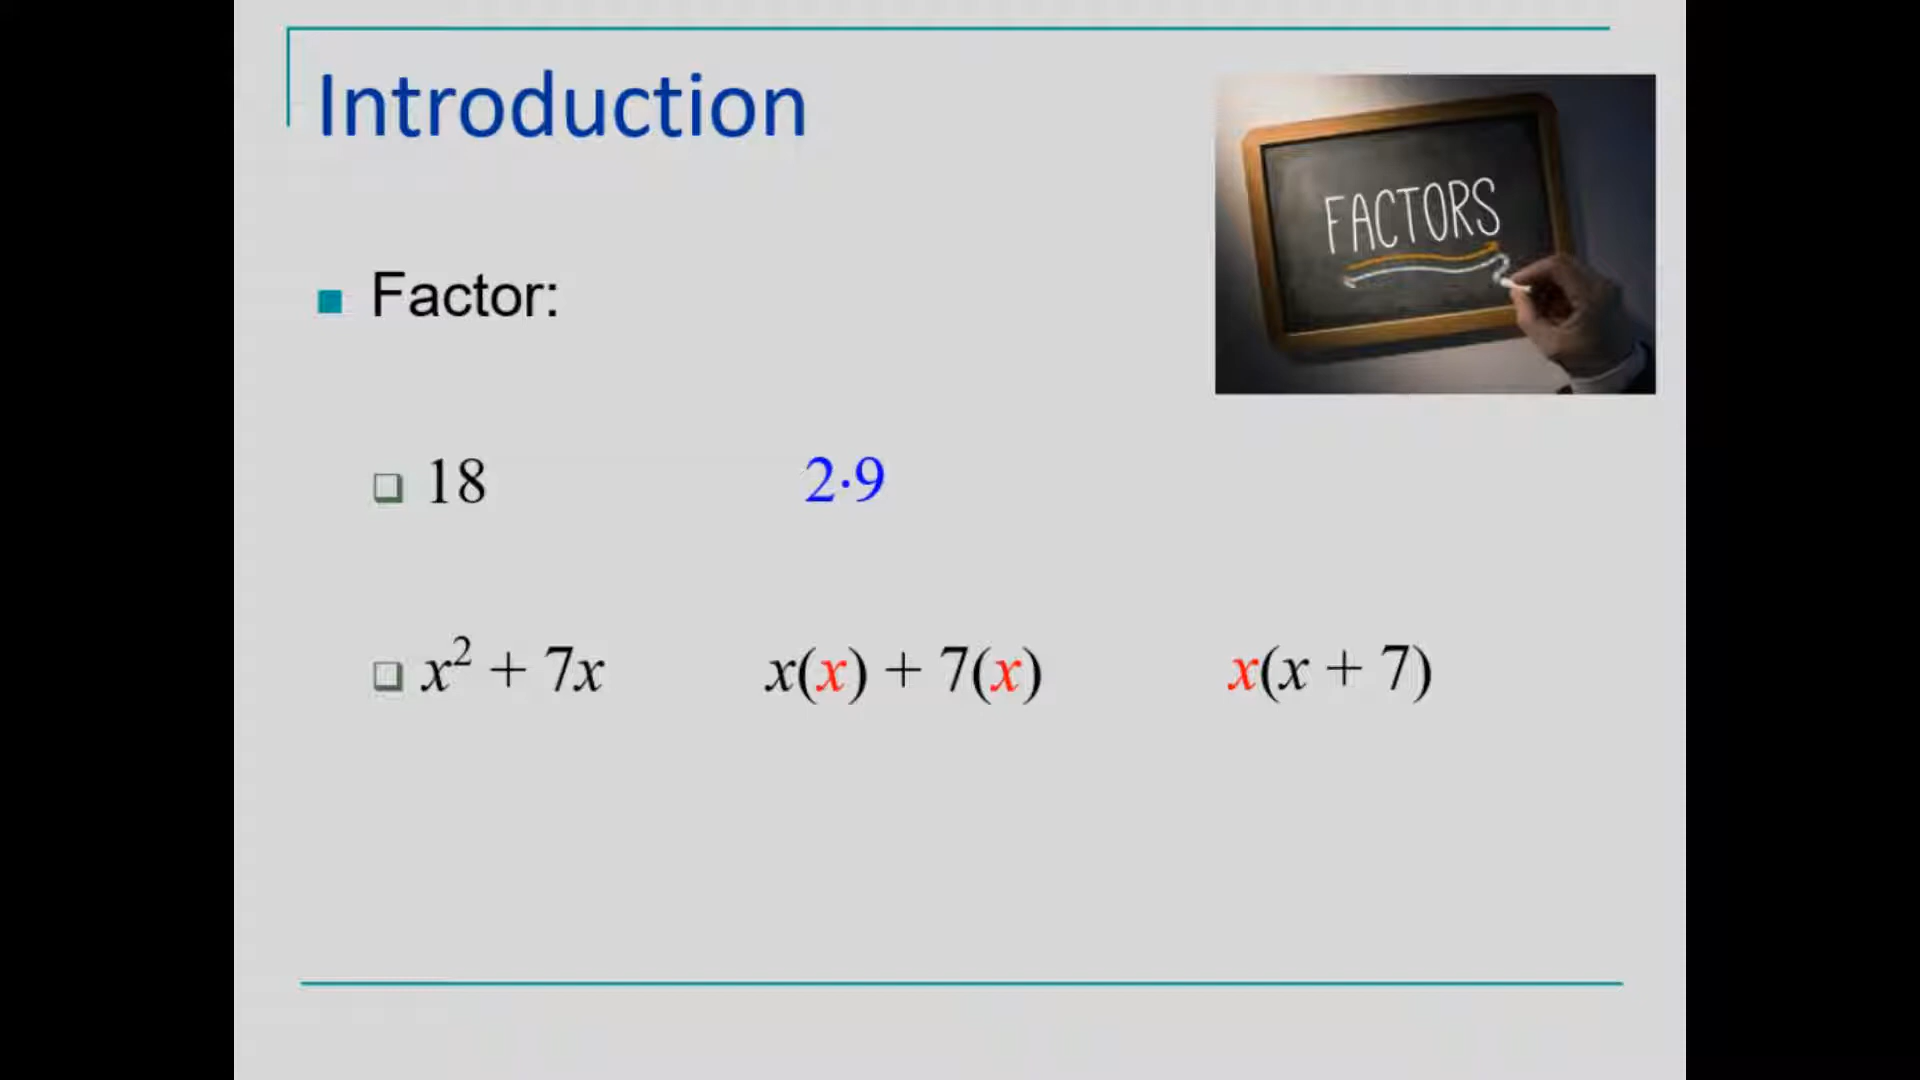 Introduction
FACTORS
Factor:
18 2·9
x² + 7x x(x) + 7(x) x(x + 7)